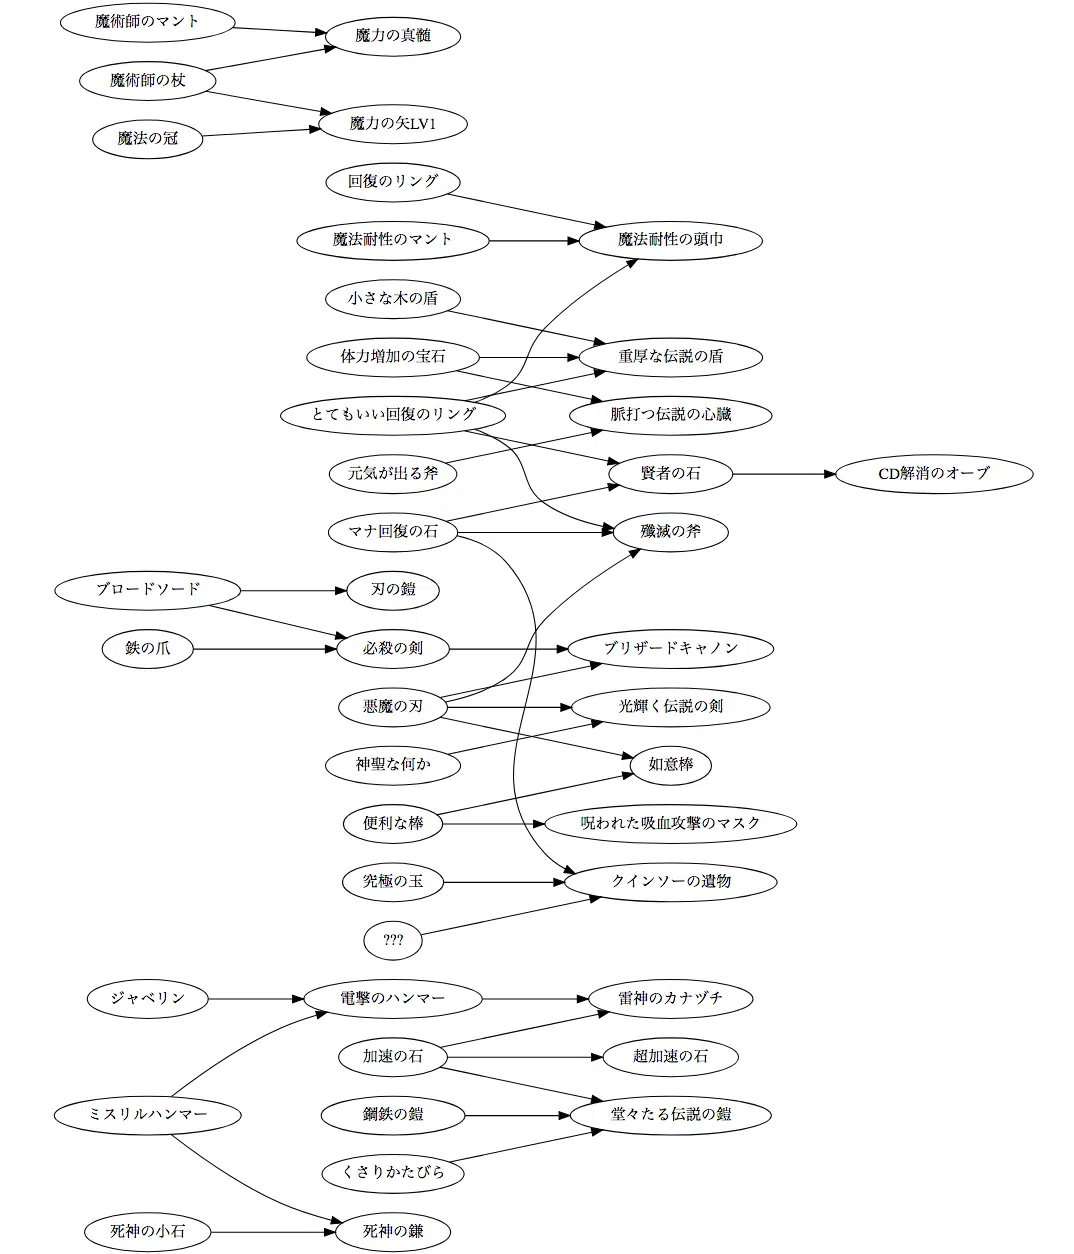 魔術師のマント
魔力の真髄
魔術師の杖
魔力の矢LV1
魔法の冠
回復のリング
魔法耐性のマント
魔法耐性の頭巾
小さな木の盾
体力増加の宝石
重厚な伝説の盾
とてもいい回復のリング
脈打つ伝説の心臓
元気が出る斧
賢者の石
CD解消のオーブ
マナ回復の石
殲滅の斧
ブロードソード
刃の鎧
鉄の爪
必殺の剣
ブリザードキャノン
悪魔の刃
光輝く伝説の剣
神聖な何か
如意棒
便利な棒
呪われた吸血攻撃のマスク
究極の玉
クインソーの遺物
???
ジャベリン
電撃のハンマー
雷神のカナヅチ
加速の石
超加速の石
ミスリルハンマー
鋼鉄の鎧
堂々たる伝説の鎧
くさりかたびら
死神の小石
死神の鎌